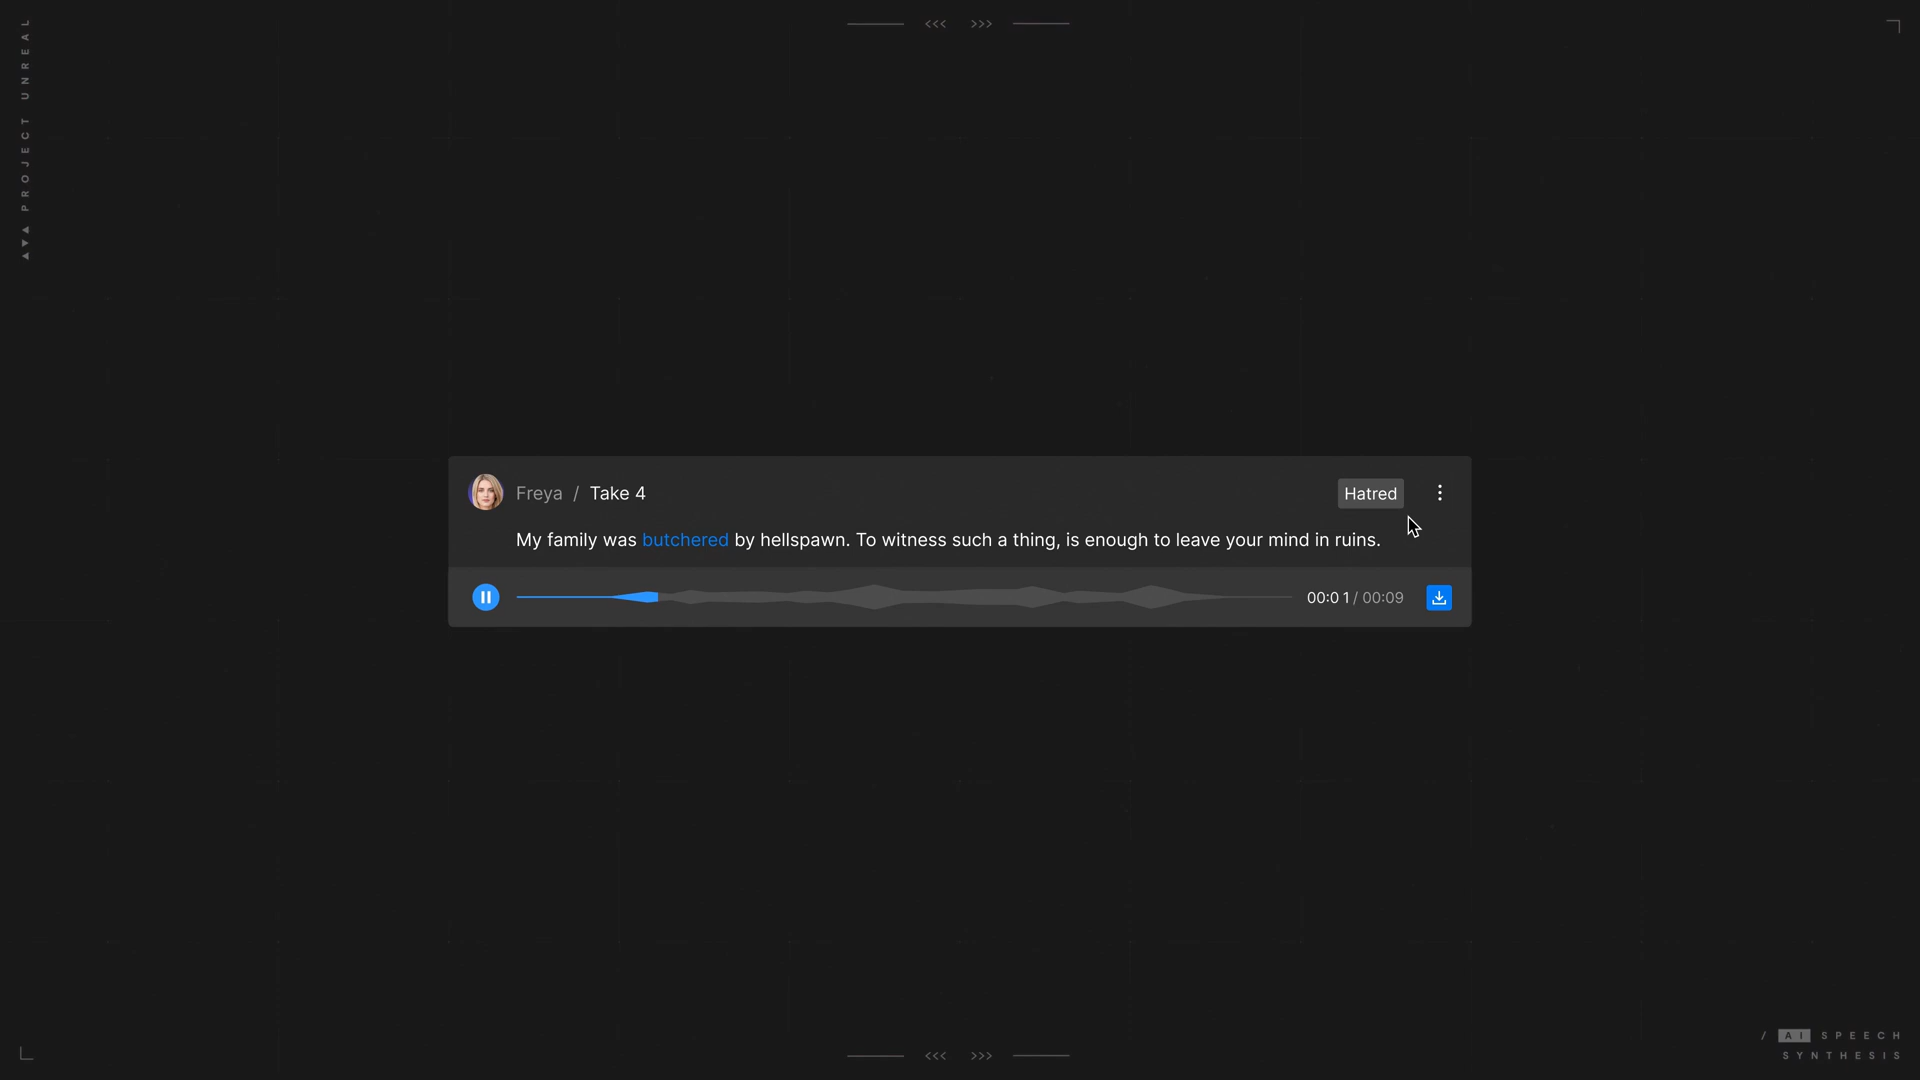 PROJECT UNREAL
<<< >>>
Freya / Take 4
Hatred
My family was butchered by hellspawn. To witness such a thing, is enough to leave your mind in ruins.
00:01 / 00:09
<<< >>>
/ AI SPEECH
SYNTHESIS